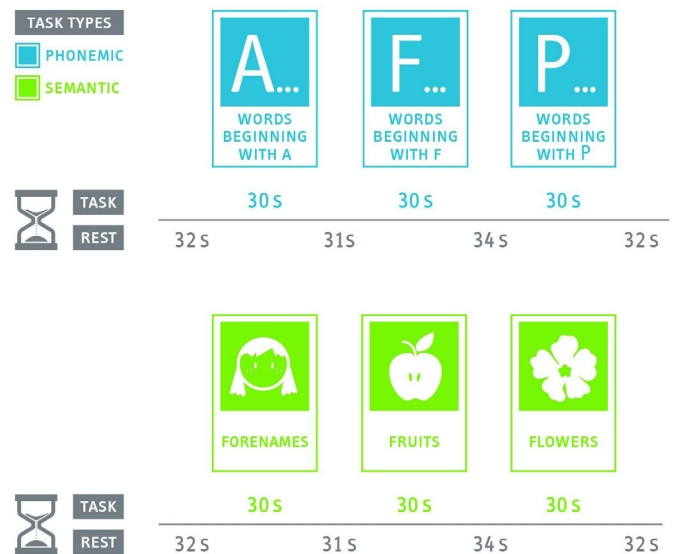 TASK TYPES
PHONEMIC
SEMANTIC
A... F... P...
WORDS BEGINNING WITH A
WORDS BEGINNING WITH F
WORDS BEGINNING WITH P
TASK 30 s 30 s 30 s
REST 32 s 31s 34 s 32 s
FORENAMES FRUITS FLOWERS
TASK 30 s 30 s 30 s
REST 32 s 31 s 34 s 32 s